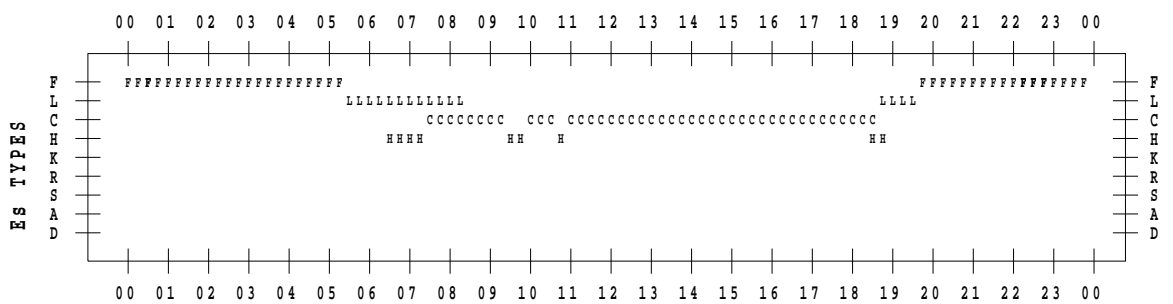 00 01 02 03 04 05 06 07 08 09 10 11 12 13 14 15 16 17 18 19 20 21 22 23 00
Es TYPES
F FFFFFFFFFFFFFFFFFFFFFF FFFFFFFFFFFFFFFFF F
L LLLLLLLLLLLL LLLL L
C CCCCCCCC CCC CCCCCCCCCCCCCCCCCCCCCCCCCCCCCCC C
H HHHH HH H HH H
K K
R R
S S
A A
D D
00 01 02 03 04 05 06 07 08 09 10 11 12 13 14 15 16 17 18 19 20 21 22 23 00